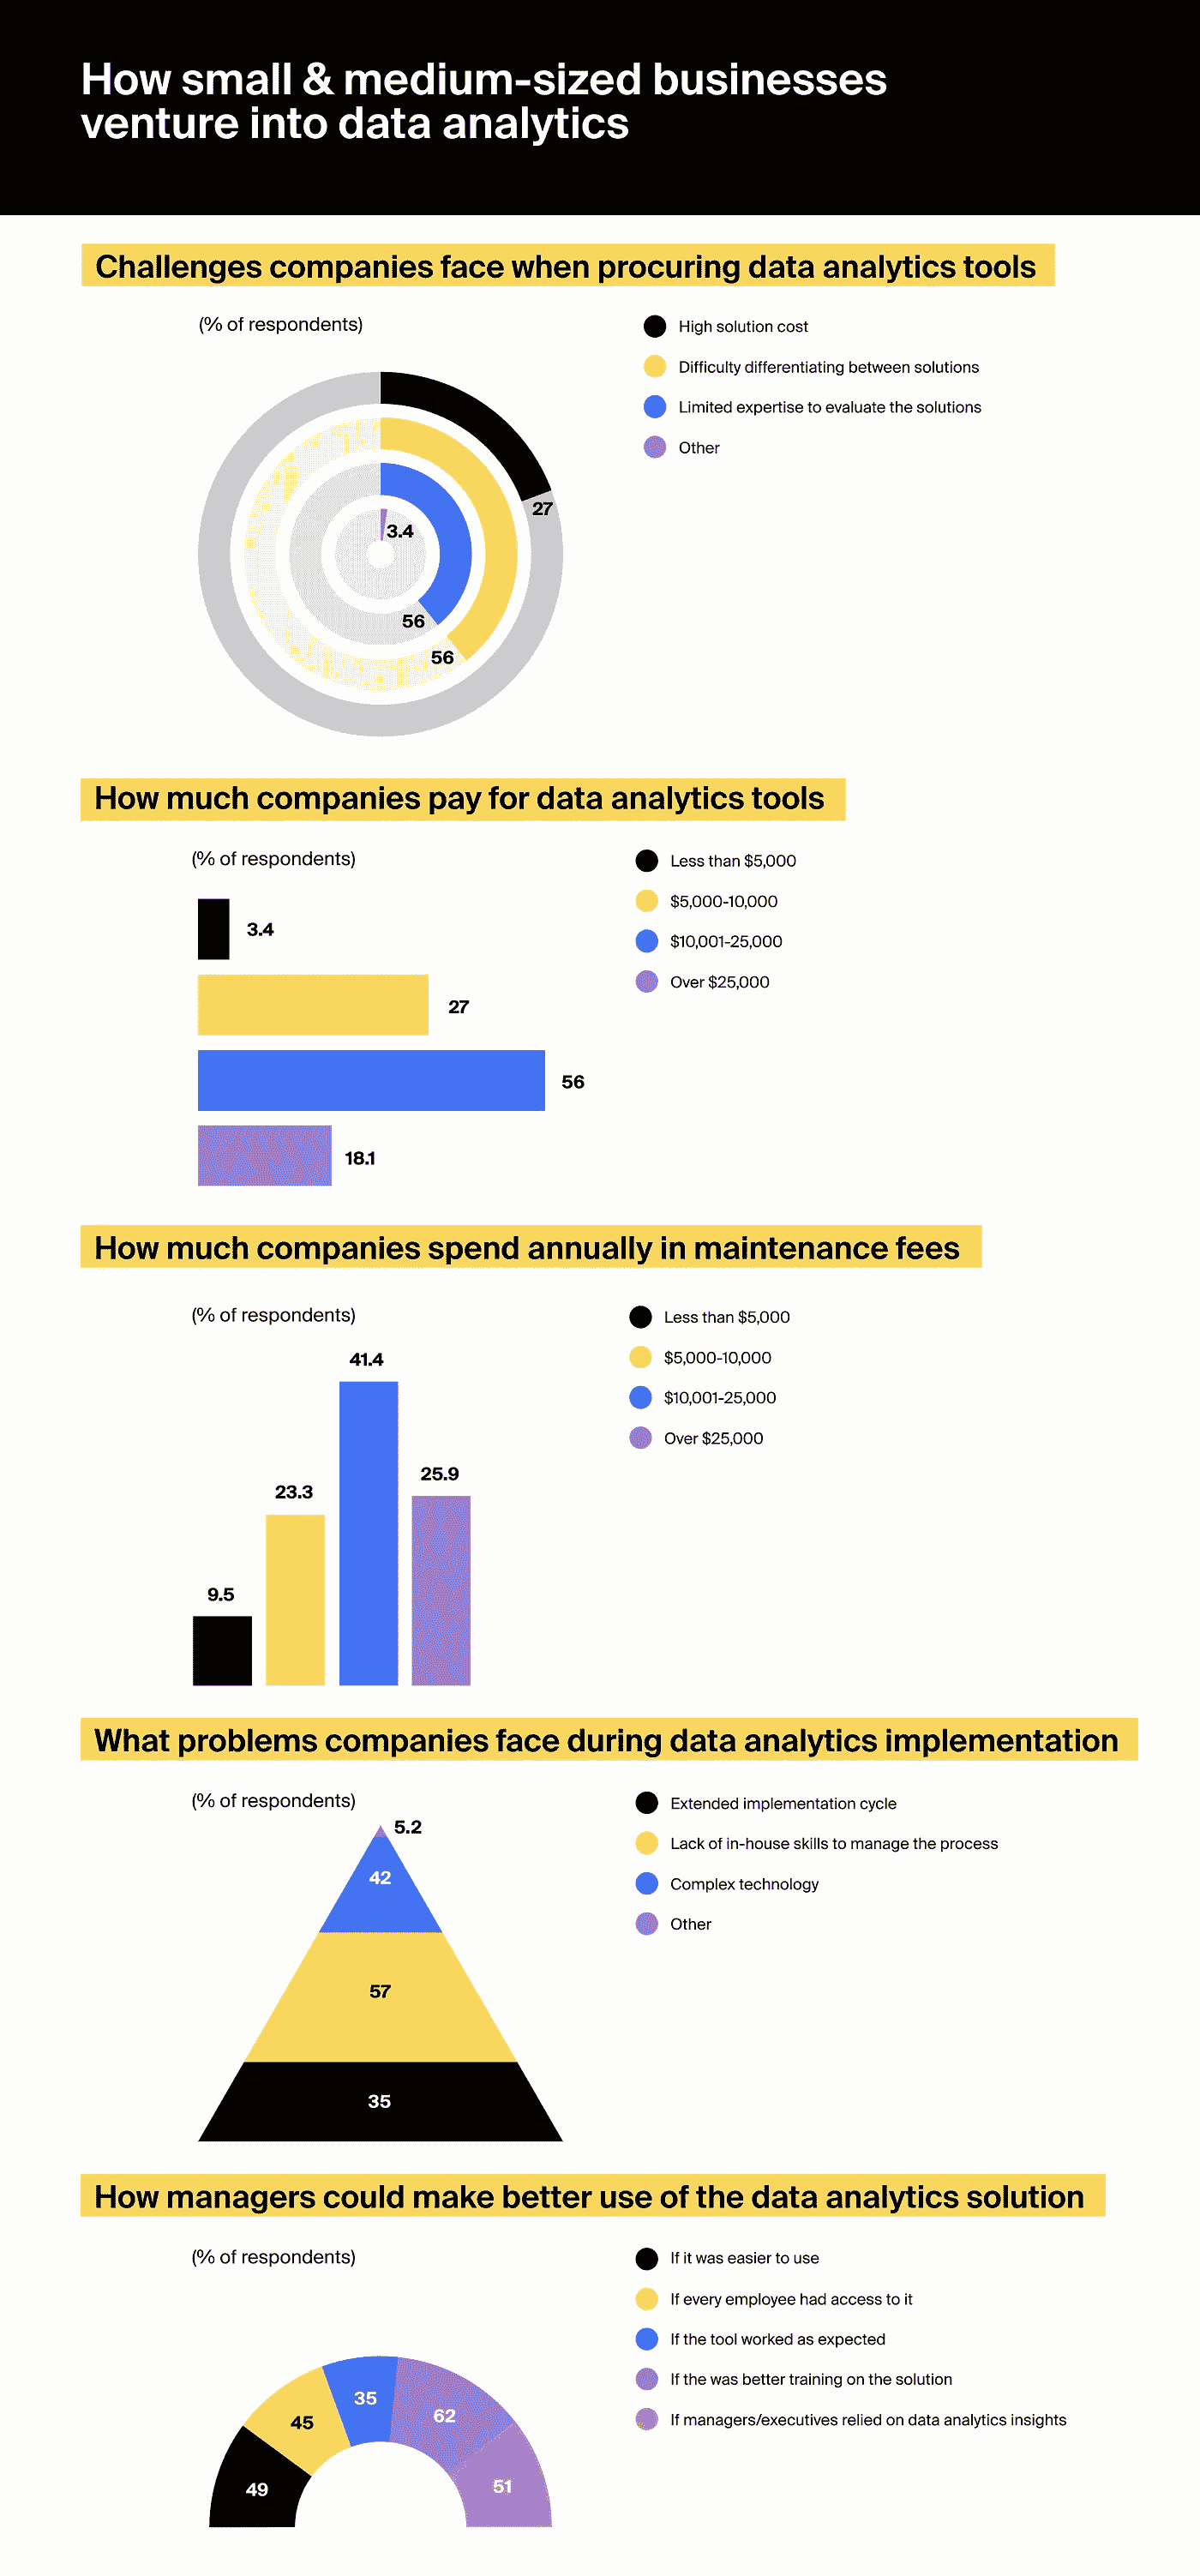 How small & medium-sized businesses
venture into data analytics
Challenges companies face when procuring data analytics tools
(% of respondents)
High solution cost
Difficulty differentiating between solutions
Limited expertise to evaluate the solutions
Other
27
3.4
56
56
How much companies pay for data analytics tools
(% of respondents)
Less than $5,000
$5,000-10,000
$10,001-25,000
Over $25,000
3.4
27
56
18.1
How much companies spend annually in maintenance fees
(% of respondents)
Less than $5,000
$5,000-10,000
$10,001-25,000
Over $25,000
41.4
25.9
23.3
9.5
What problems companies face during data analytics implementation
(% of respondents)
Extended implementation cycle
Lack of in-house skills to manage the process
Complex technology
Other
5.2
42
57
35
How managers could make better use of the data analytics solution
(% of respondents)
If it was easier to use
If every employee had access to it
If the tool worked as expected
If the was better training on the solution
If managers/executives relied on data analytics insights
35
62
45
51
49